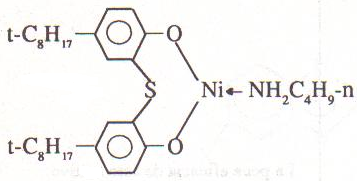 t-C₈H₁₇
O
S
Ni← NH₂C₄H₉-n
t-C₈H₁₇
O